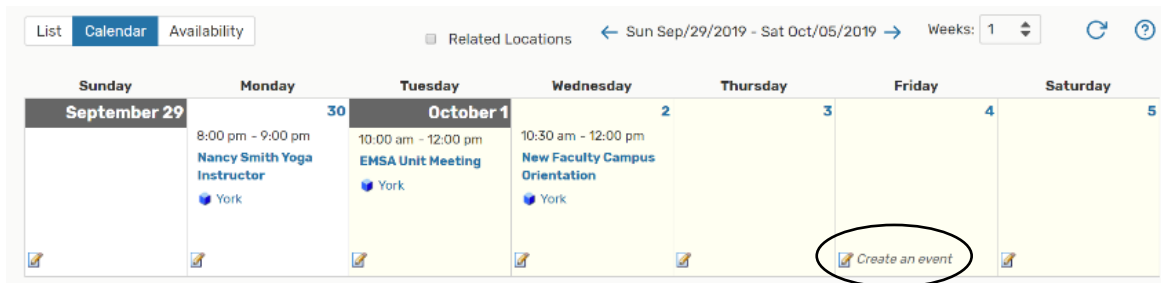 List Calendar Availability Related Locations ← Sun Sep/29/2019 - Sat Oct/05/2019 → Weeks: 1
Sunday Monday Tuesday Wednesday Thursday Friday Saturday
September 29 30 October 1 2 3 4 5
8:00 pm - 9:00 pm
Nancy Smith Yoga
Instructor
York
10:00 am - 12:00 pm
EMSA Unit Meeting
York
10:30 am - 12:00 pm
New Faculty Campus
Orientation
York
Create an event